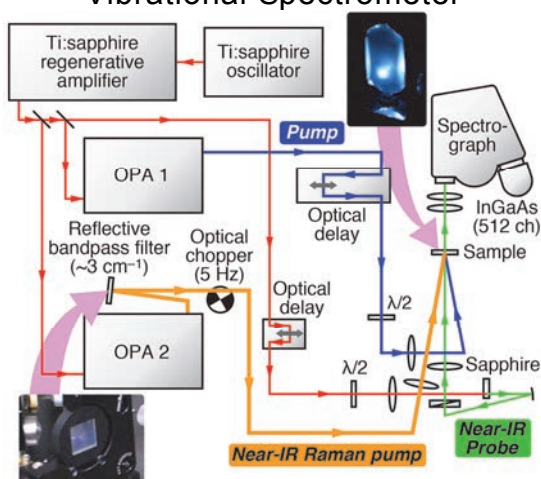 Vibrational Spectrometer
Ti:sapphire
regenerative
amplifier
Ti:sapphire
oscillator
Pump
Spectro-
graph
OPA 1
InGaAs
(512 ch)
Optical
delay
Reflective
bandpass filter
(~3 cm⁻¹)
Optical
chopper
(5 Hz)
Sample
Optical
delay
λ/2
OPA 2
λ/2
Sapphire
Near-IR Raman pump
Near-IR
Probe